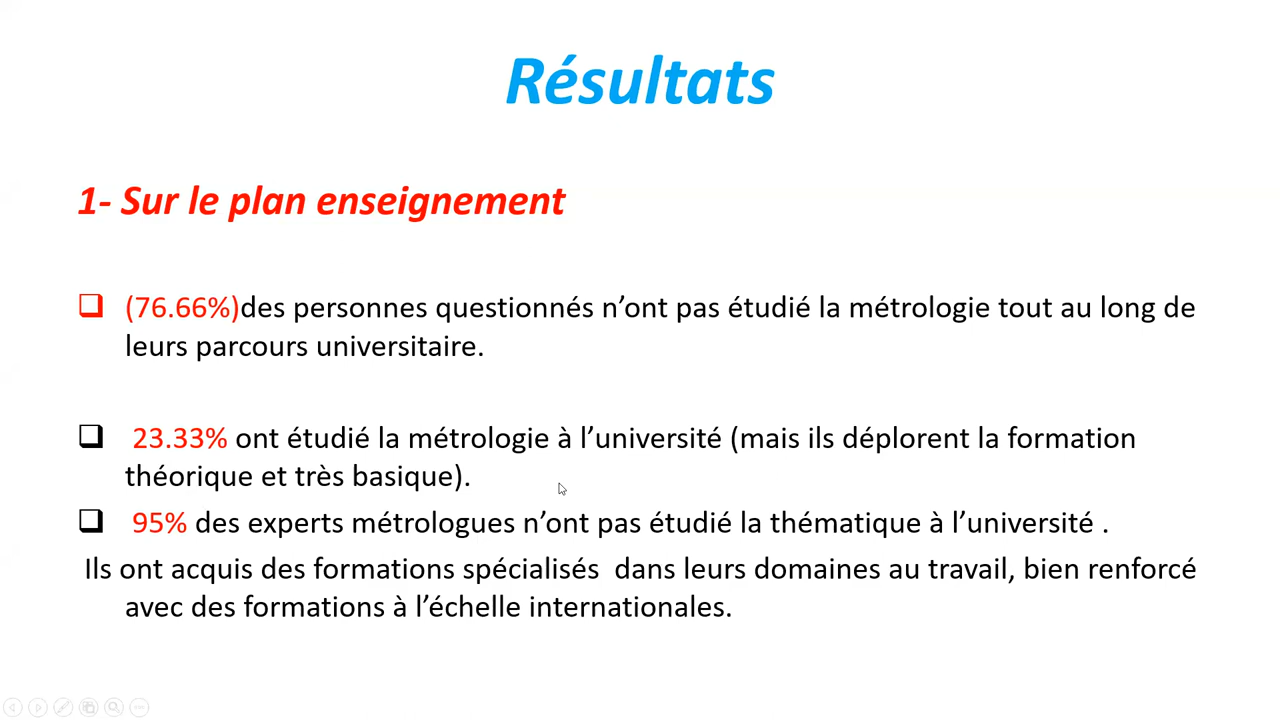 Résultats
1- Sur le plan enseignement
(76.66%)des personnes questionnés n’ont pas étudié la métrologie tout au long de
leurs parcours universitaire.
23.33% ont étudié la métrologie à l’université (mais ils déplorent la formation
théorique et très basique).
95% des experts métrologues n’ont pas étudié la thématique à l’université .
Ils ont acquis des formations spécialisés dans leurs domaines au travail, bien renforcé
avec des formations à l’échelle internationales.